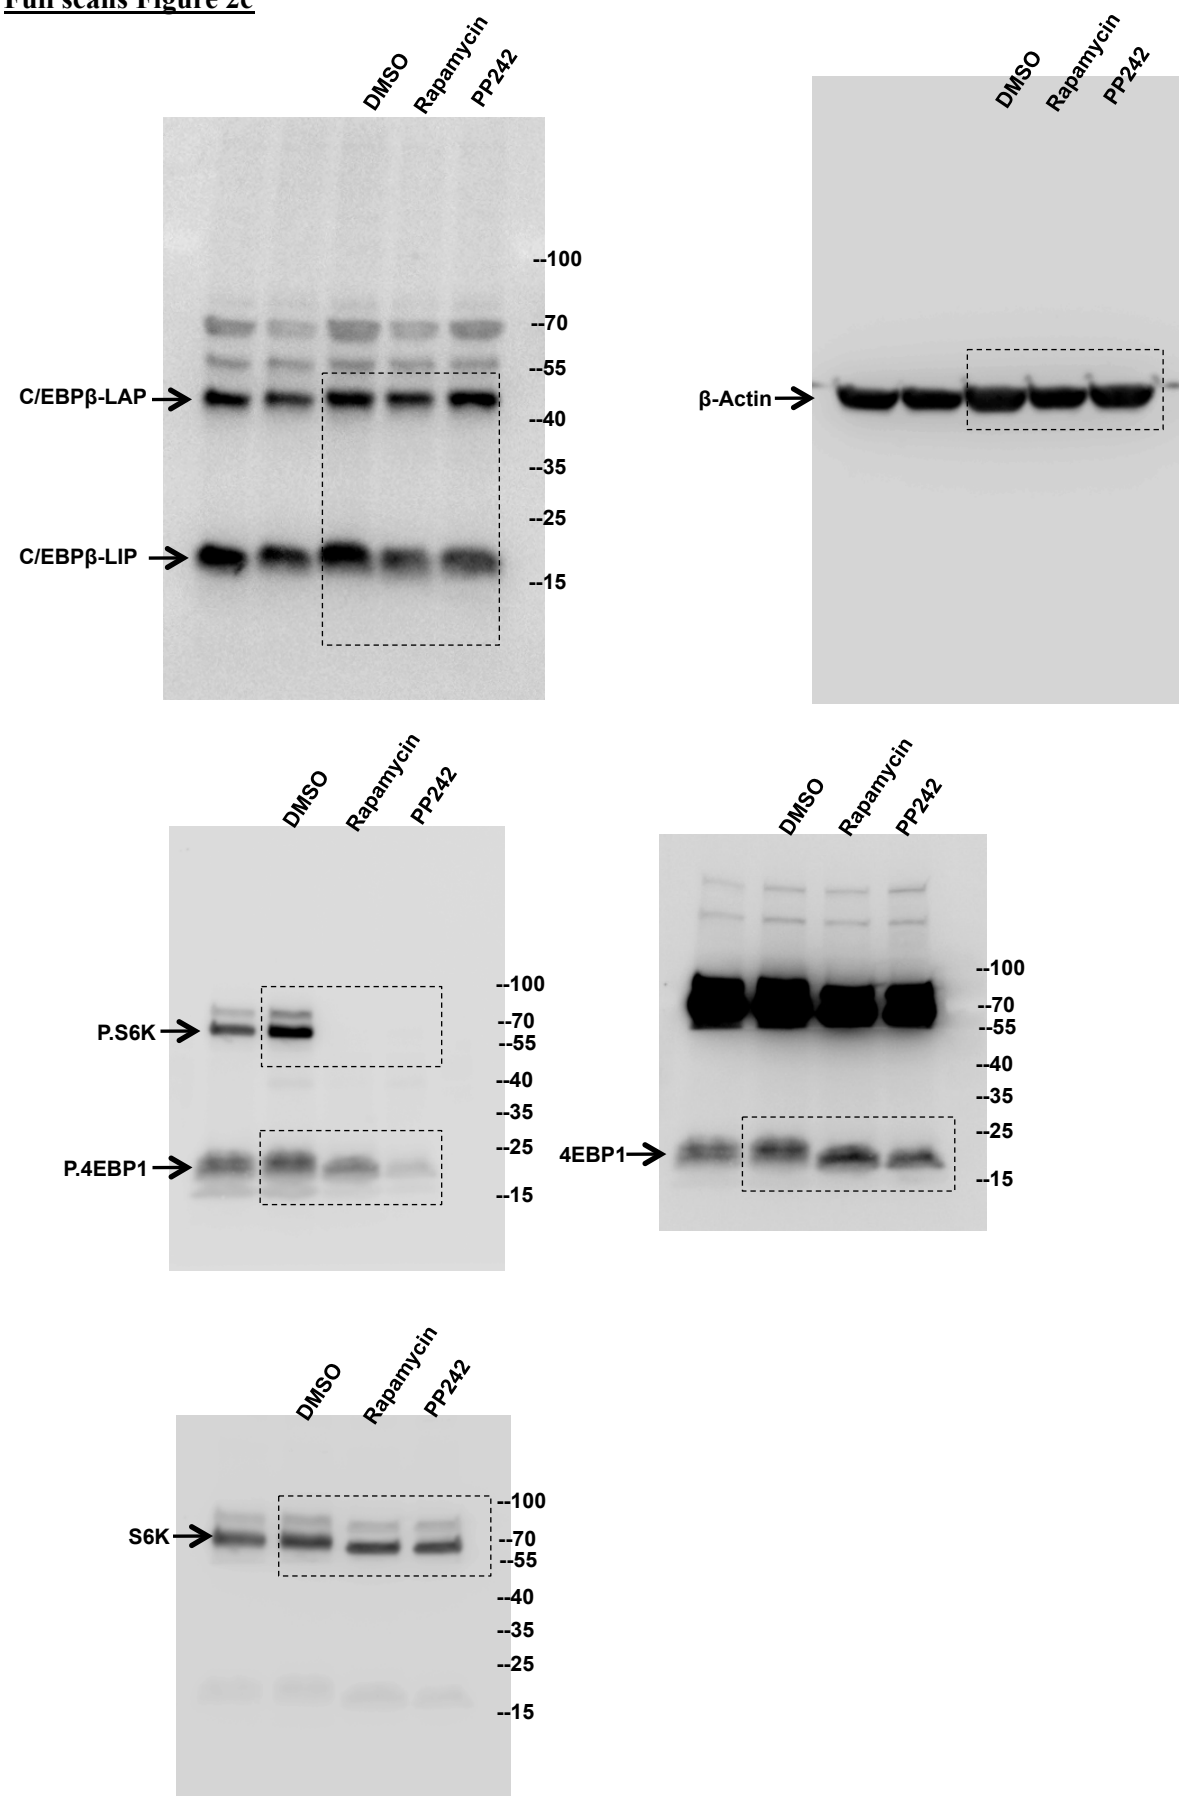 Full scans Figure 2c
DMSO
Rapamycin
PP242
--100
--70
--55
C/EBPβ-LAP
--40
--35
--25
C/EBPβ-LIP
--15
DMSO
Rapamycin
PP242
β-Actin
DMSO
Rapamycin
PP242
--100
--70
P.S6K
--55
--40
--35
--25
P.4EBP1
--15
DMSO
Rapamycin
PP242
--100
--70
--55
--40
--35
--25
4EBP1
--15
DMSO
Rapamycin
PP242
--100
S6K
--70
--55
--40
--35
--25
--15